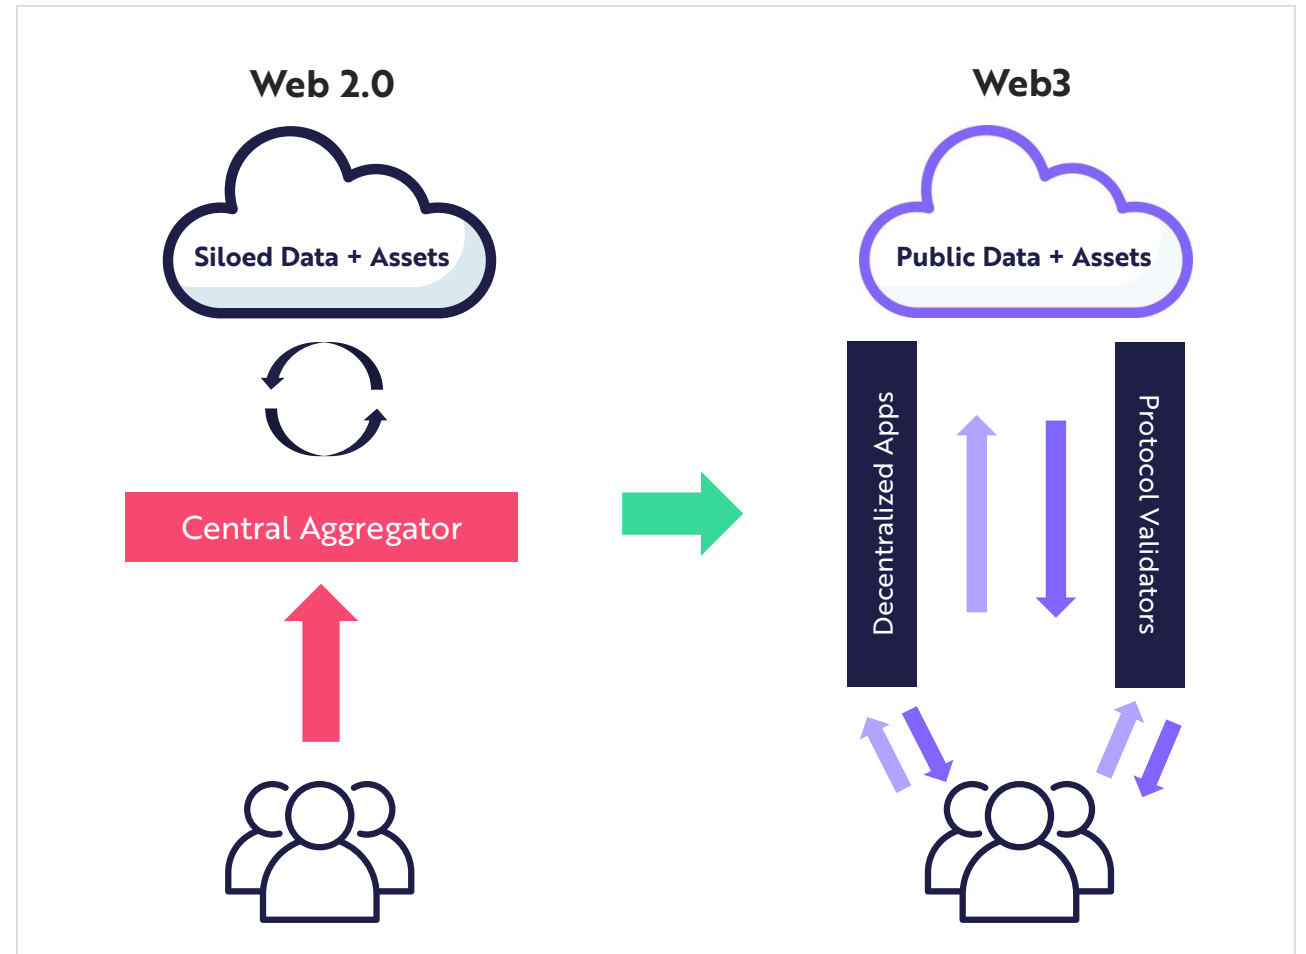 Web 2.0
Siloed Data + Assets
Central Aggregator
Web3
Public Data + Assets
Decentralized Apps
Protocol Validators